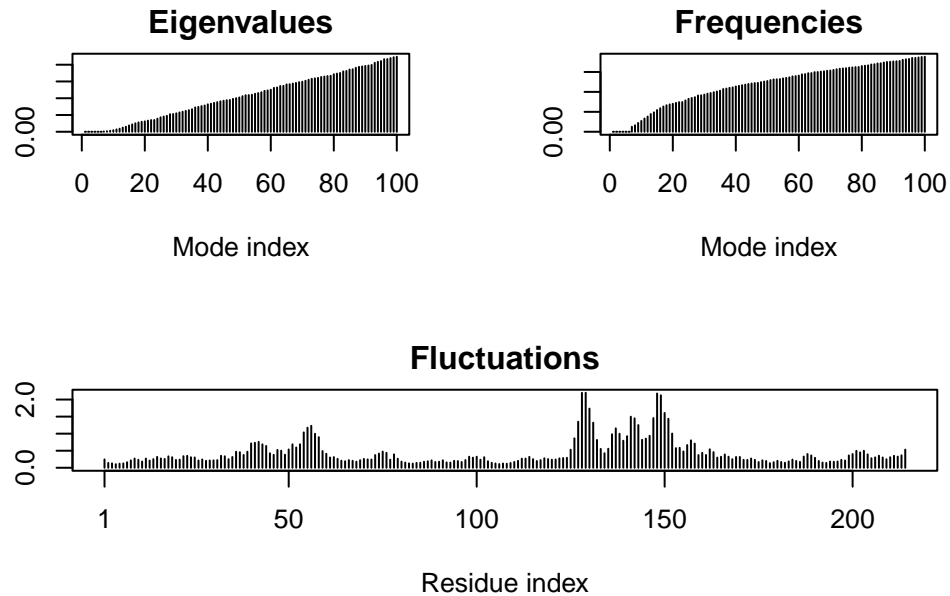 Eigenvalues
0.00
0 20 40 60 80 100
Mode index
Frequencies
0.00
0 20 40 60 80 100
Mode index
Fluctuations
2.0
0.0
1 50 100 150 200
Residue index